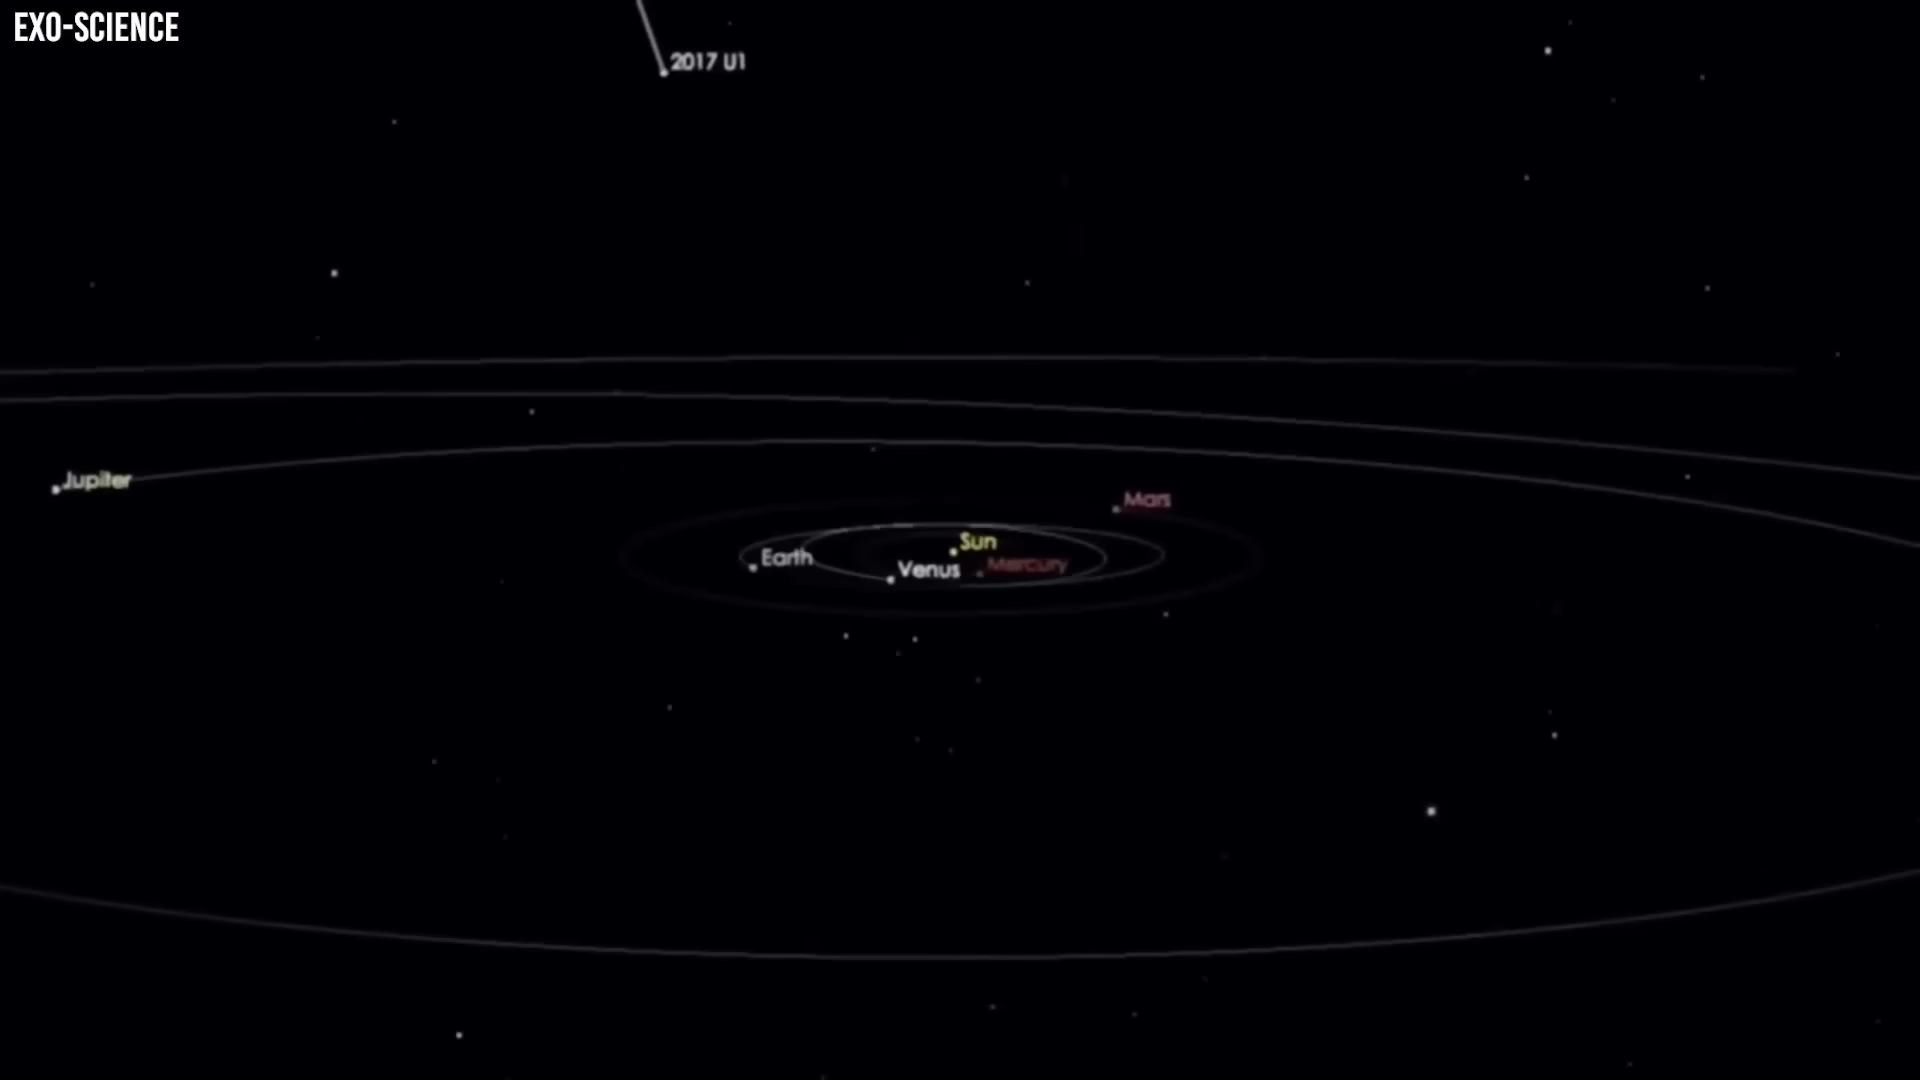 EXO-SCIENCE
2017 U1
Jupiter
Mars
Sun
Earth
Venus
Mercury